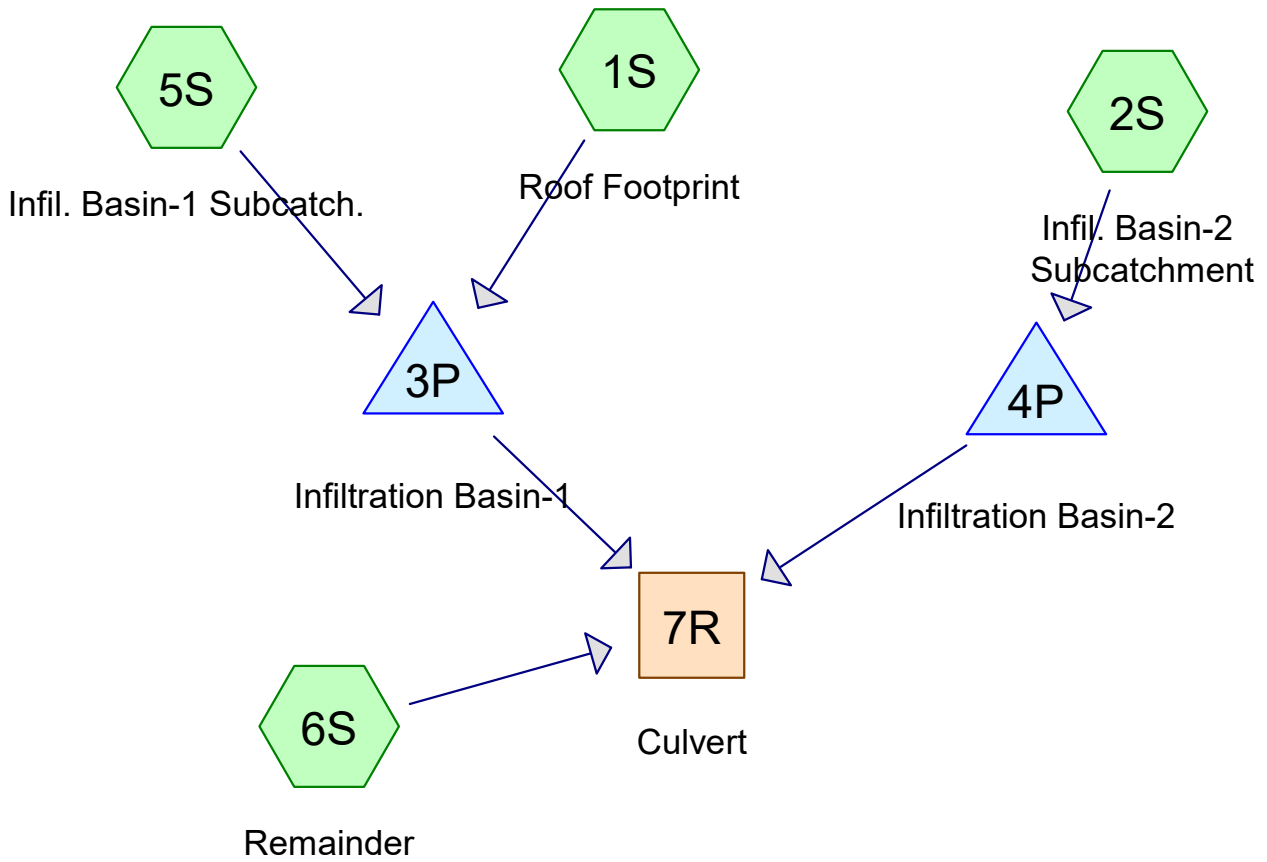 5S
1S
2S
Infil. Basin-1 Subcatch.
Roof Footprint
Infil. Basin-2
Subcatchment
3P
4P
Infiltration Basin-1
Infiltration Basin-2
7R
6S
Culvert
Remainder